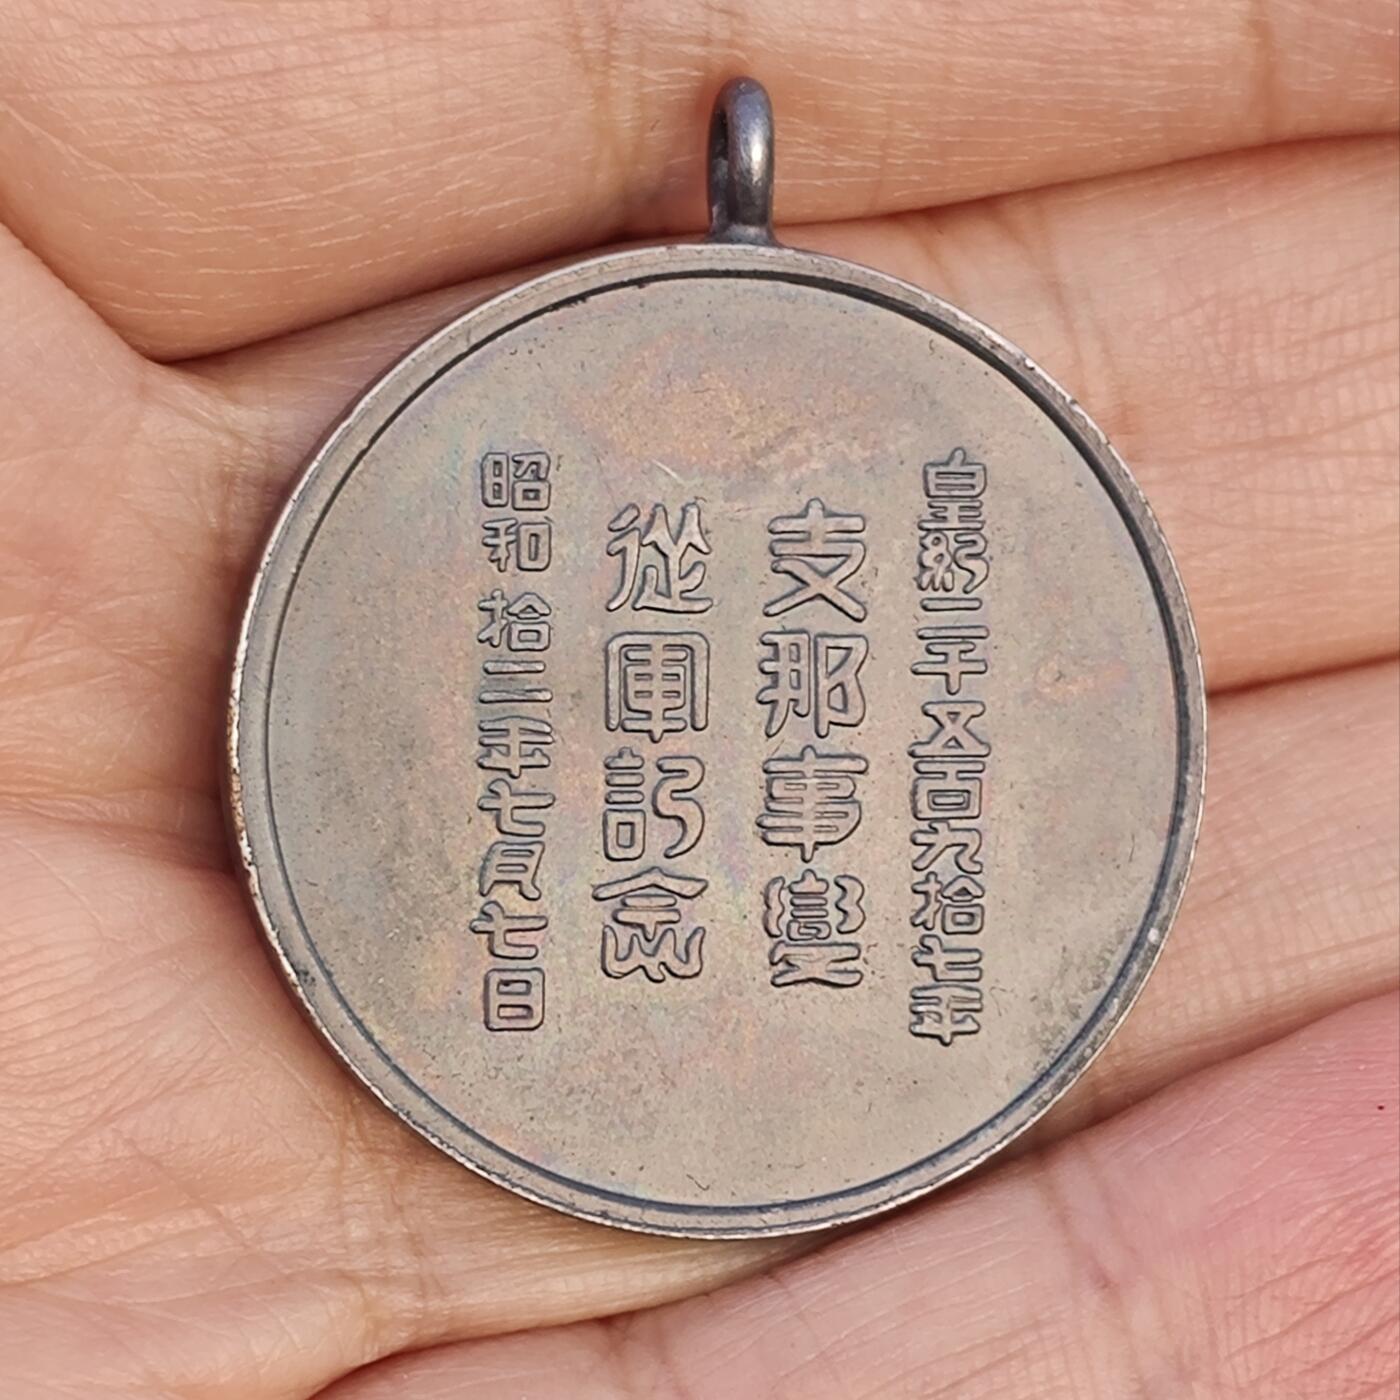 皇紀二千五百九拾七年
支那事變
從軍記念
昭和拾二年七月七日